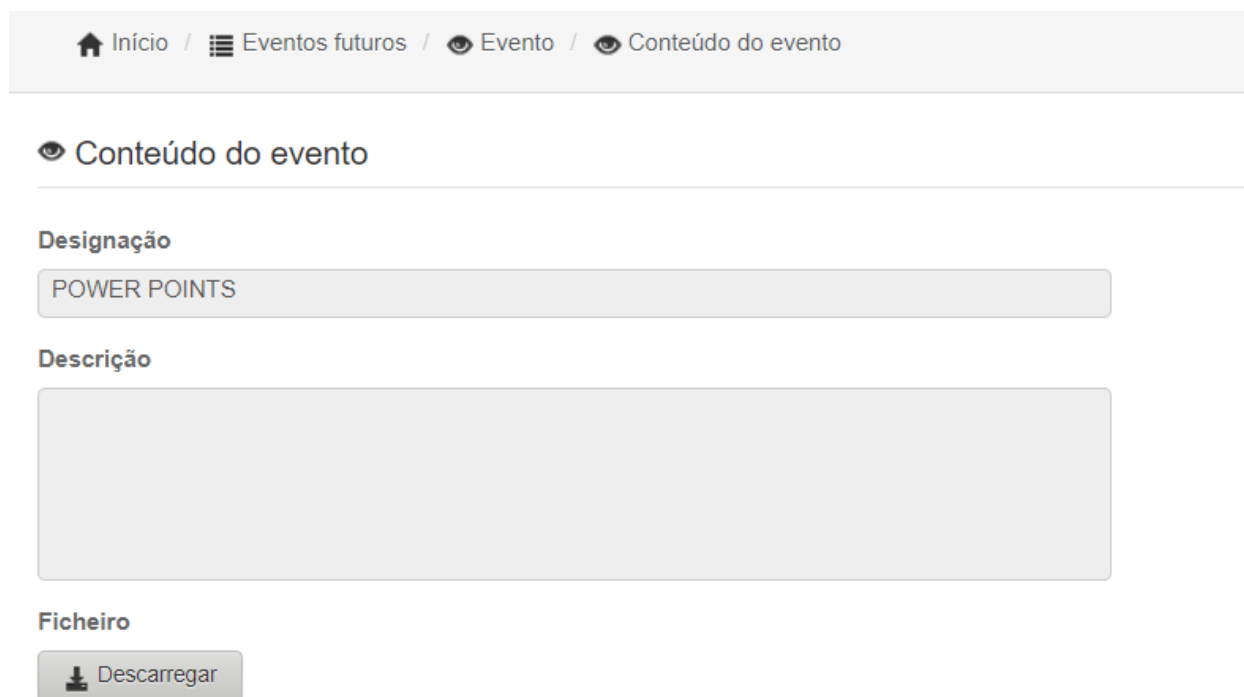 Início / Eventos futuros / Evento / Conteúdo do evento
Conteúdo do evento
Designação
POWER POINTS
Descrição
Ficheiro
Descarregar